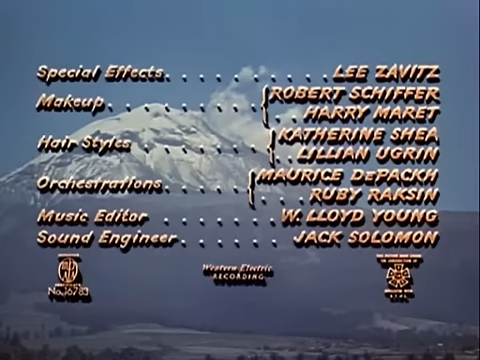 Special Effects. . . . . . . . . . LEE ZAVITZ
Makeup . . . . . . . . ROBERT SCHIFFER
HARRY MARET
Hair Styles . . . . . . . KATHERINE SHEA
LILLIAN UGRIN
Orchestrations. . . . . . MAURICE DePACKH
RUBY RAKSIN
Music Editor . . . . . . . W. LLOYD YOUNG
Sound Engineer. . . . . . JACK SOLOMON
No. 16783
Western Electric
RECORDING